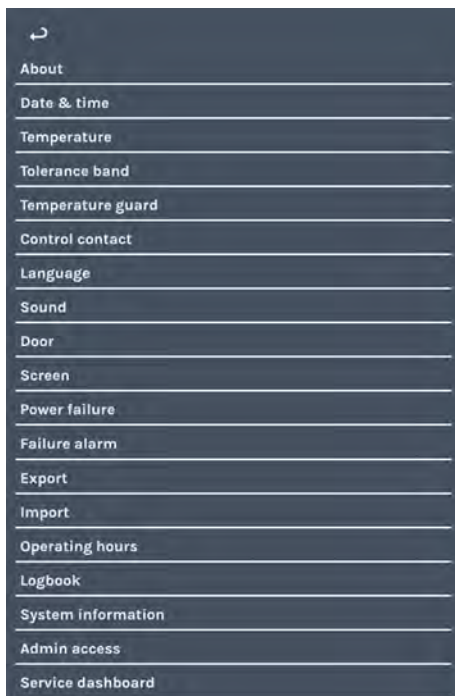 About
Date & time
Temperature
Tolerance band
Temperature guard
Control contact
Language
Sound
Door
Screen
Power failure
Failure alarm
Export
Import
Operating hours
Logbook
System information
Admin access
Service dashboard